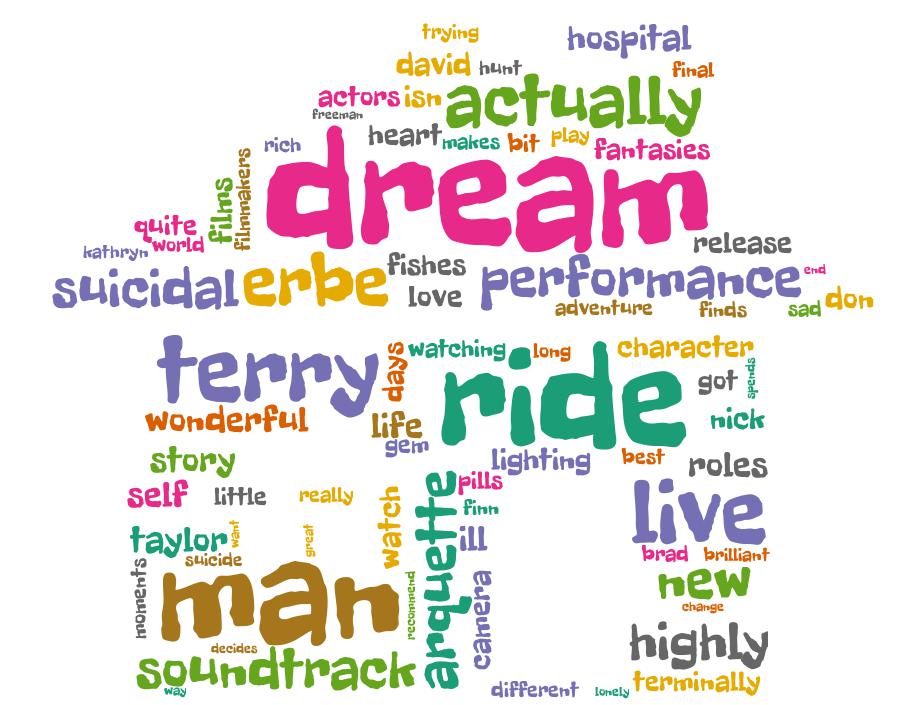 trying
hospital
david
hunt
final
actors
isn
actually
freeman
heart
makes
bit
play
fantasies
rich
dream
films
filmmakers
quite
world
kathryn
release
suicidal
erbe
fishes
love
performance
end
adventure
finds
sad
don
terry
days
watching
long
character
ride
got
spends
wonderful
life
gem
nick
story
lighting
best
roles
self
little
really
watch
arquette
pills
finn
live
taylor
want
great
ill
brad
brilliant
suicide
moments
man
recommend
camera
new
change
decides
highly
soundtrack
way
different
lonely
terminally